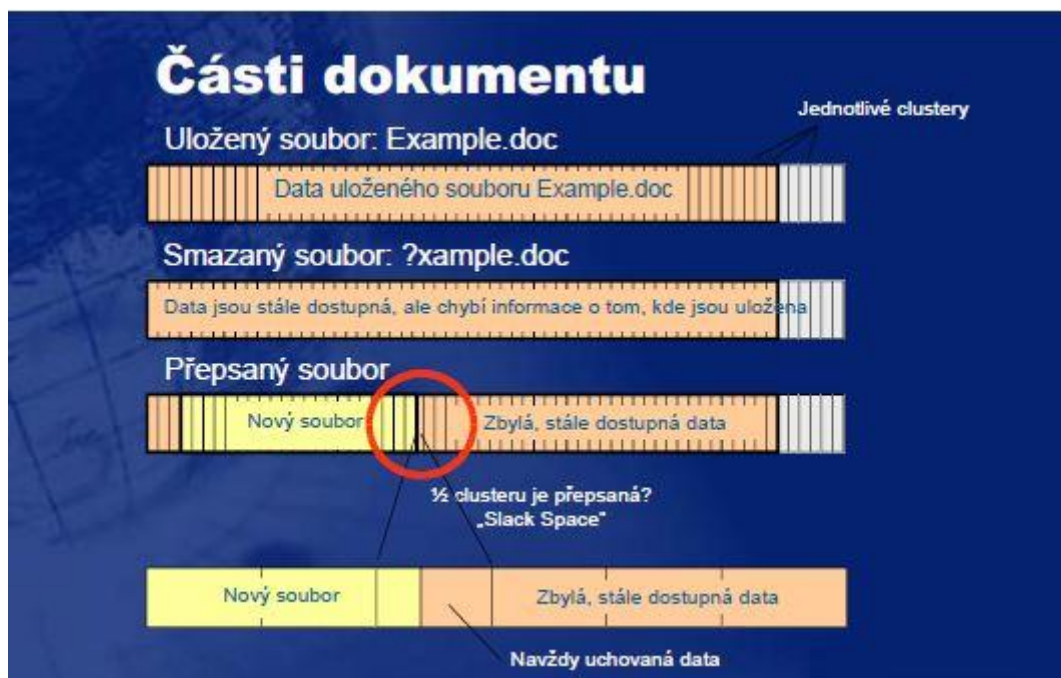 Části dokumentu
Jednotlivé clustery
Uložený soubor: Example.doc
Data uloženého souboru Example.doc
Smazaný soubor: ?xample.doc
Data jsou stále dostupná, ale chybí informace o tom, kde jsou uložena
Přepsaný soubor
Nový soubor
Zbylá, stále dostupná data
½ clusteru je přepsaná?
„Slack Space“
Nový soubor
Zbylá, stále dostupná data
Navždy uchovaná data